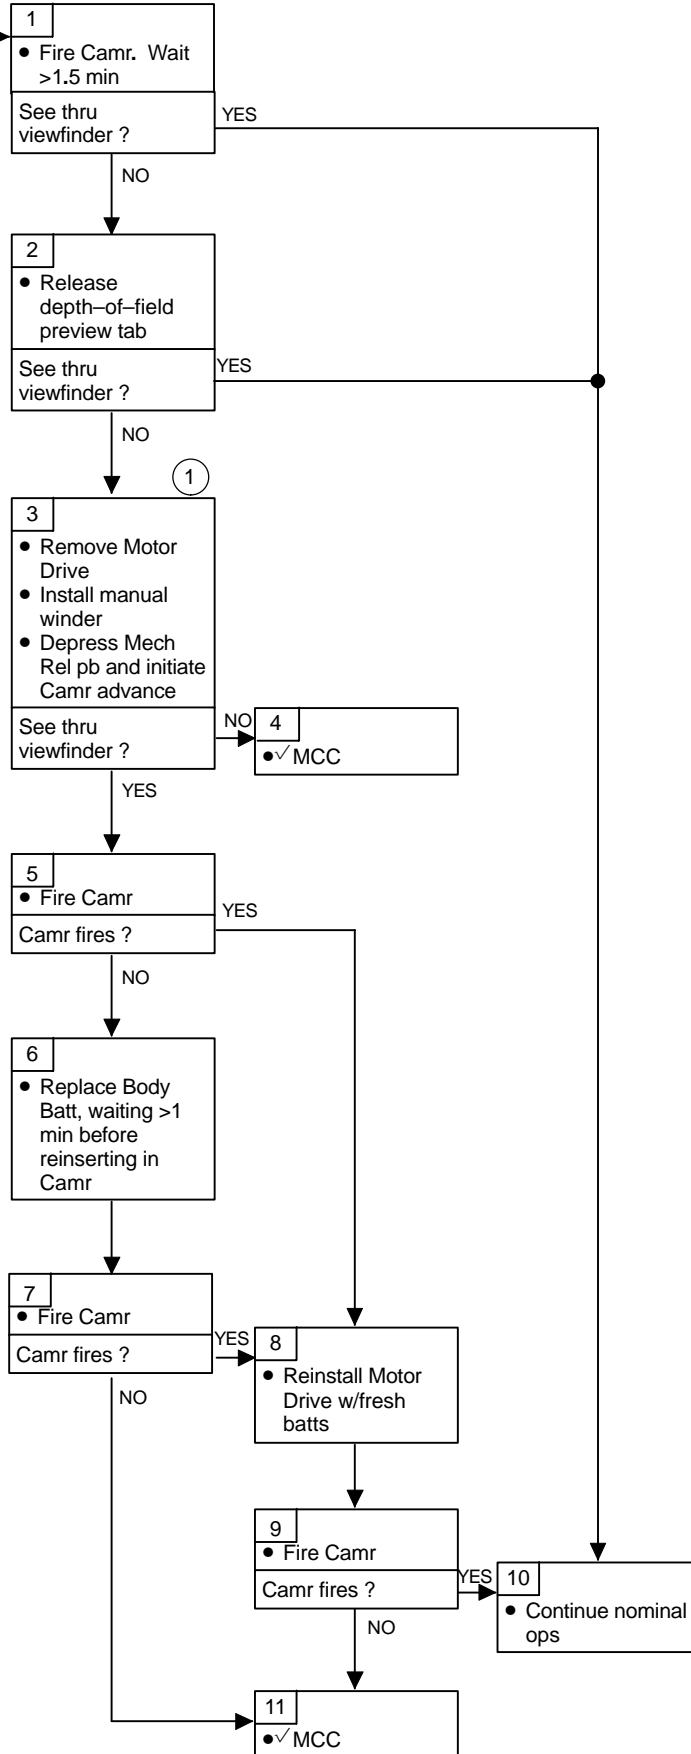 1
● Fire Camr. Wait
>1.5 min
See thru
viewfinder ?
YES
NO
2
● Release
depth–of–field
preview tab
See thru
viewfinder ?
YES
NO
1
3
● Remove Motor
Drive
● Install manual
winder
● Depress Mech
Rel pb and initiate
Camr advance
See thru
viewfinder ?
NO
4
●√ MCC
YES
5
● Fire Camr
Camr fires ?
YES
NO
6
● Replace Body
Batt, waiting >1
min before
reinserting in
Camr
7
● Fire Camr
Camr fires ?
YES
NO
8
● Reinstall Motor
Drive w/fresh
batts
9
● Fire Camr
Camr fires ?
YES
NO
10
● Continue nominal
ops
11
●√ MCC